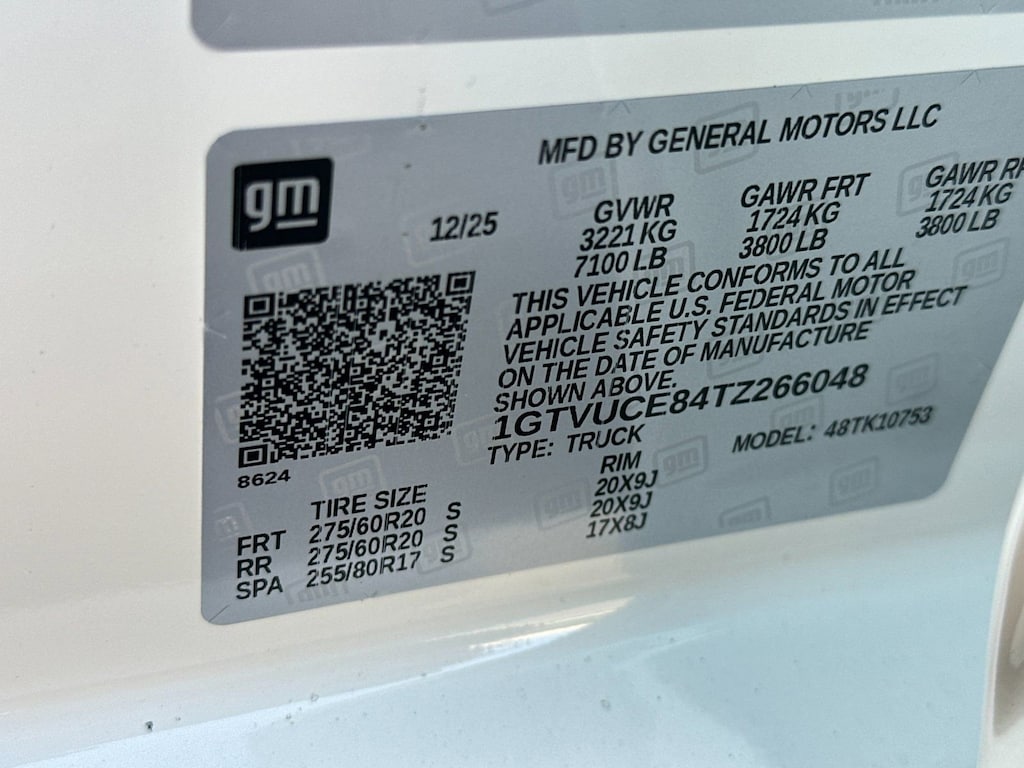 gm
MFD BY GENERAL MOTORS LLC
12/25
GVWR GAWR FRT GAWR
3221 KG 1724 KG 1724 KG
7100 LB 3800 LB 3800 LB
THIS VEHICLE CONFORMS TO ALL
APPLICABLE U.S. FEDERAL MOTOR
VEHICLE SAFETY STANDARDS IN EFFECT
ON THE DATE OF MANUFACTURE
SHOWN ABOVE.
1GTVUCE84TZ266048
TYPE: TRUCK MODEL: 48TK10753
8624
TIRE SIZE RIM
FRT 275/60R20 S 20X9J
RR 275/60R20 S 20X9J
SPA 255/80R17 S 17X8J